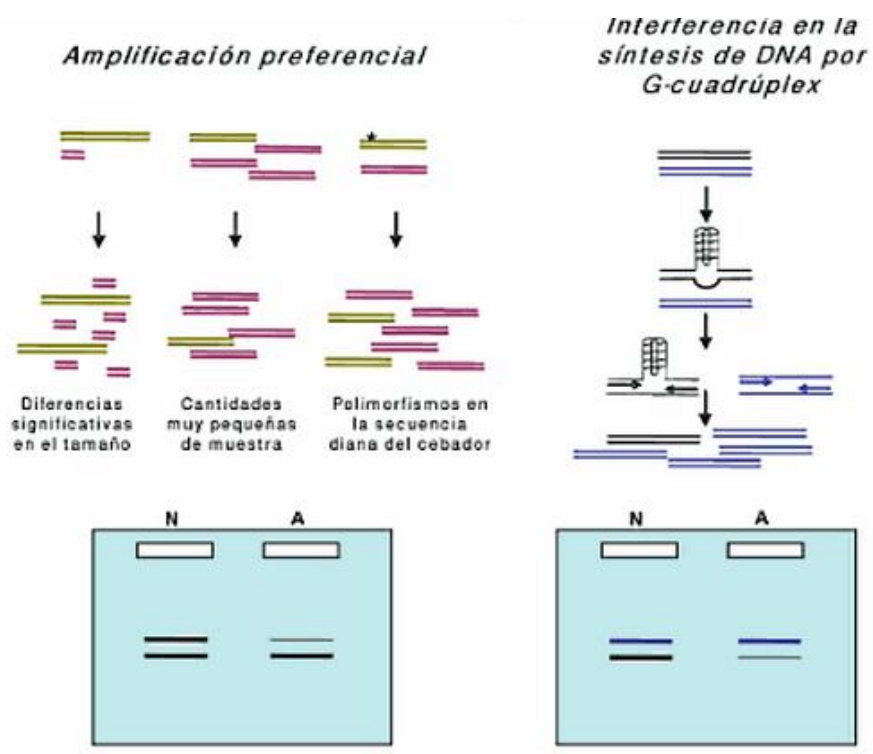 Amplificación preferencial
Interferencia en la
síntesis de DNA por
G-cuadrúplex
*
Diferencias
significativas
en el tamaño
Cantidades
muy pequeñas
de muestra
Polimorfismos en
la secuencia
diana del cebador
N A
N A